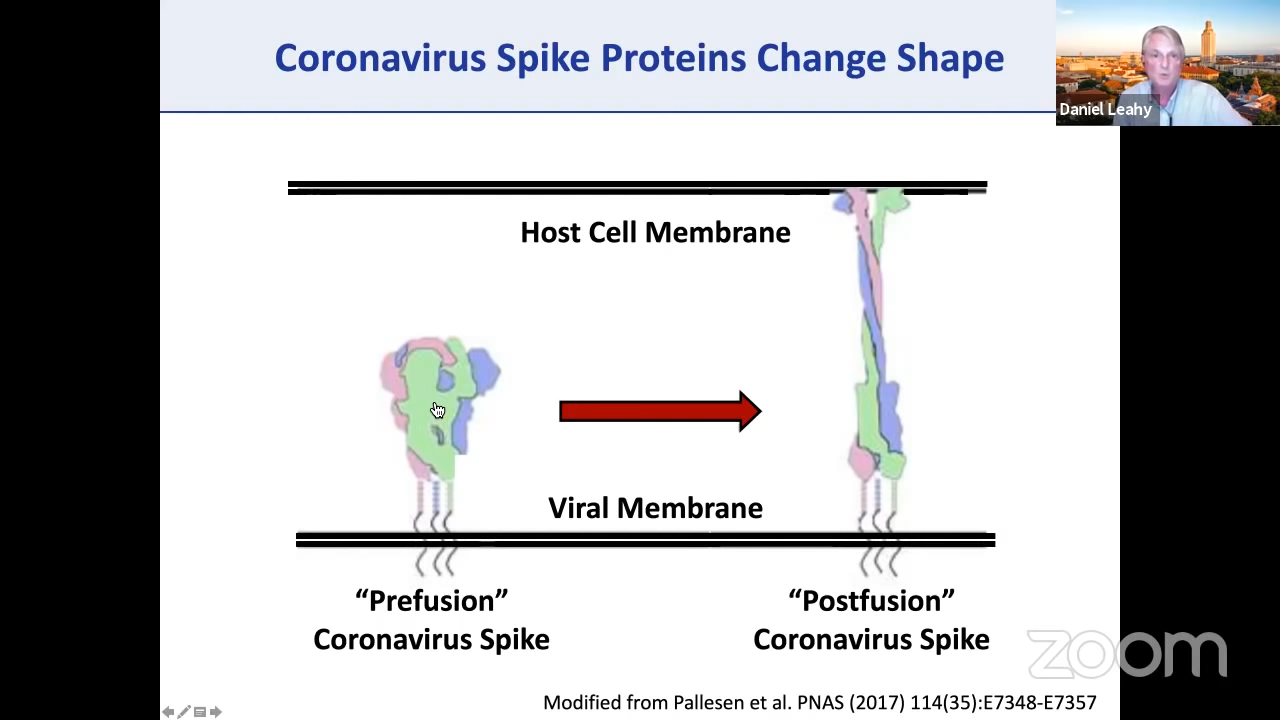 Coronavirus Spike Proteins Change Shape
Daniel Leahy
Host Cell Membrane
Viral Membrane
“Prefusion”
Coronavirus Spike
“Postfusion”
Coronavirus Spike
zoom
Modified from Pallesen et al. PNAS (2017) 114(35):E7348-E7357